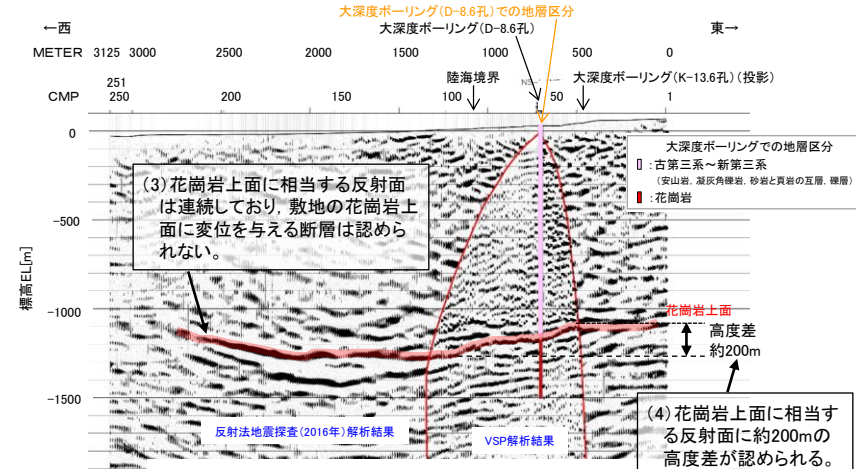 大深度ボーリング(D-8.6孔)での地層区分
←西
大深度ボーリング(D-8.6孔)
東→
METER 3125 3000 2500 2000 1500 1000 500 0
陸海境界
大深度ボーリング(K-13.6孔)(投影)
251
CMP 250 200 150 100 50 1
0
-500
-1000
-1500
標高EL[m]
大深度ボーリングでの地層区分
:古第三系~新第三系
(安山岩, 凝灰角礫岩, 砂岩と頁岩の互層, 礫層)
:花崗岩
(3)花崗岩上面に相当する反射面
は連続しており, 敷地の花崗岩上
面に変位を与える断層は認めら
れない。
花崗岩上面
高度差
約200m
(4)花崗岩上面に相当す
る反射面に約200mの
高度差が認められる。
反射法地震探査(2016年)解析結果
VSP解析結果